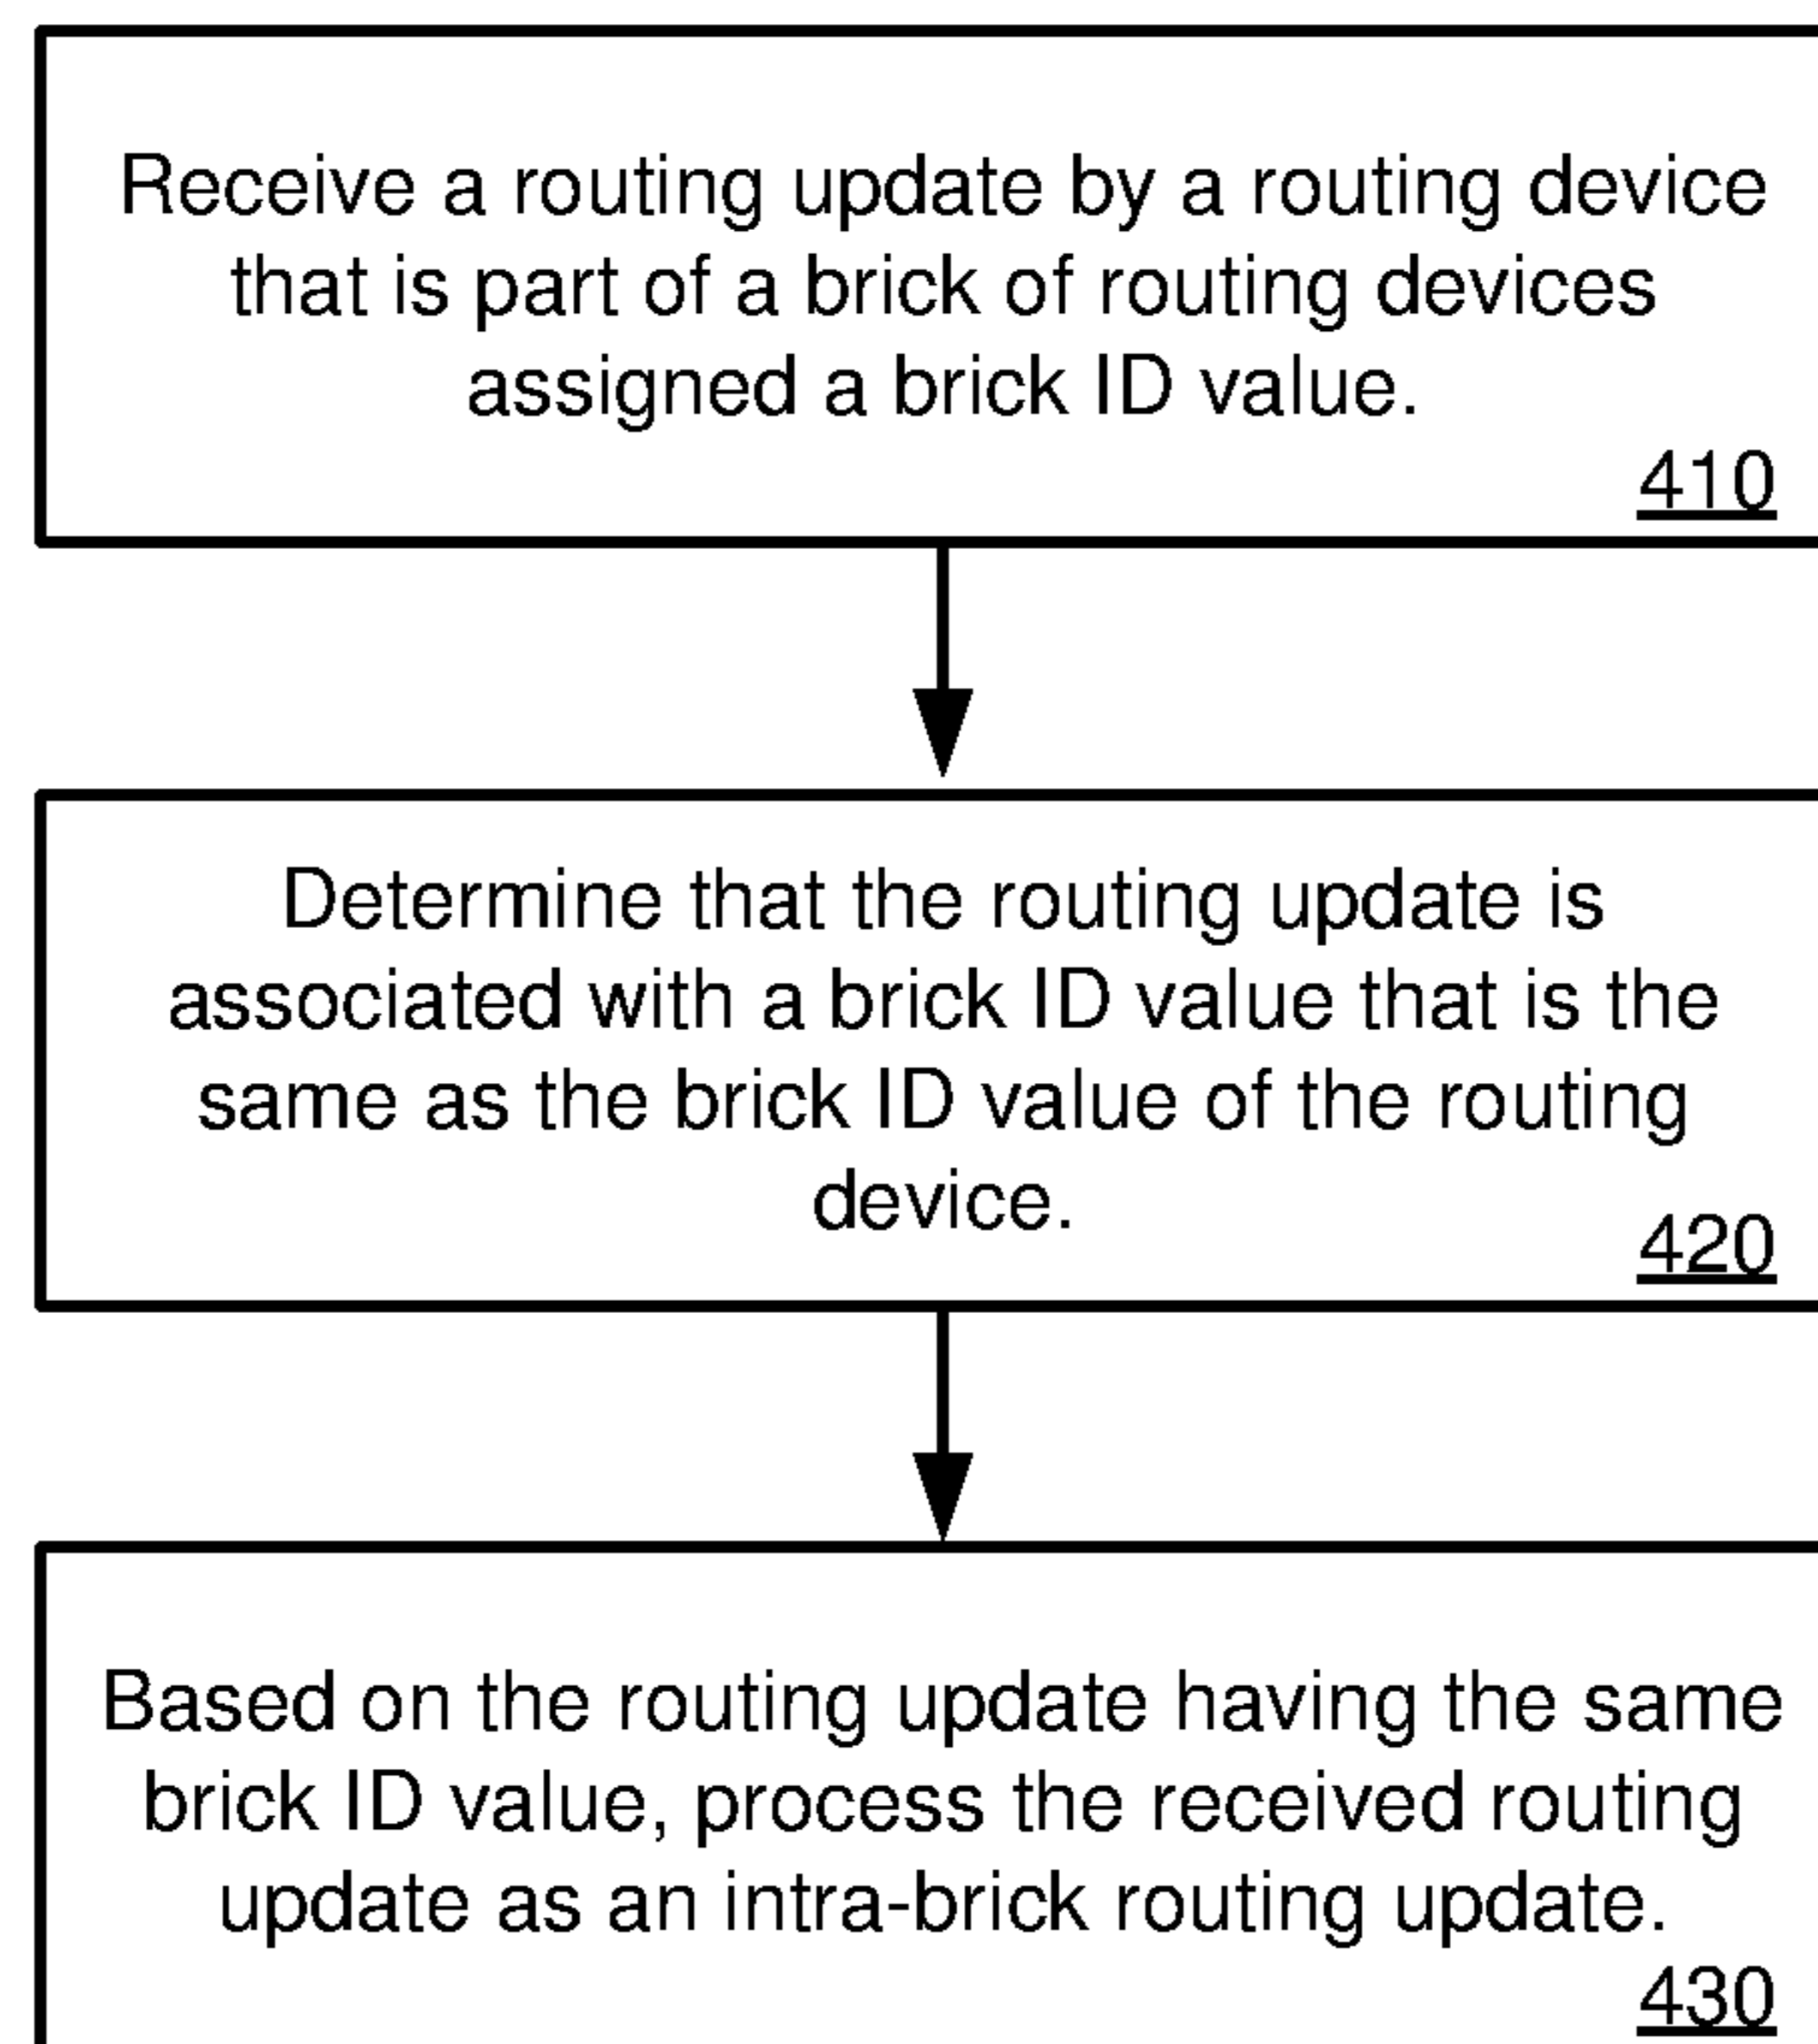 Receive a routing update by a routing device
that is part of a brick of routing devices
assigned a brick ID value.
410
Determine that the routing update is
associated with a brick ID value that is the
same as the brick ID value of the routing
device.
420
Based on the routing update having the same
brick ID value, process the received routing
update as an intra-brick routing update.
430